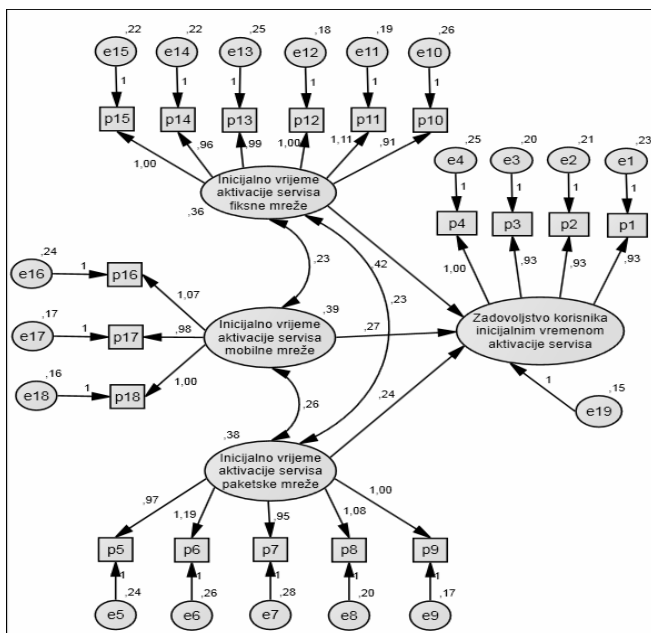 ,22 ,22 ,25 ,18 ,19 ,26
e15 e14 e13 e12 e11 e10
1 1 1 1 1 1
p15 p14 p13 p12 p11 p10
1,00 ,96 ,99 1,00 1,11 ,91
,25 ,20 ,21 ,23
e4 e3 e2 e1
1 1 1 1
p4 p3 p2 p1
1,00 ,93 ,93 ,93
Inicijalno vrijeme
aktivacije servisa
fiksne mreže
,36
,23 ,42 ,23
,24
e16 1 p16
1,07
,17
e17 1 p17
,98
,16
e18 1 p18
1,00
,39
Inicijalno vrijeme
aktivacije servisa
mobilne mreže
,27
Zadovoljstvo korisnika
inicijalnim vremenom
aktivacije servisa
,26 ,24
1
,15
e19
,38
Inicijalno vrijeme
aktivacije servisa
paketske mreže
,97 1,19 ,95 1,08 1,00
p5 p6 p7 p8 p9
1 1 1 1 1
,24 ,26 ,28 ,20 ,17
e5 e6 e7 e8 e9